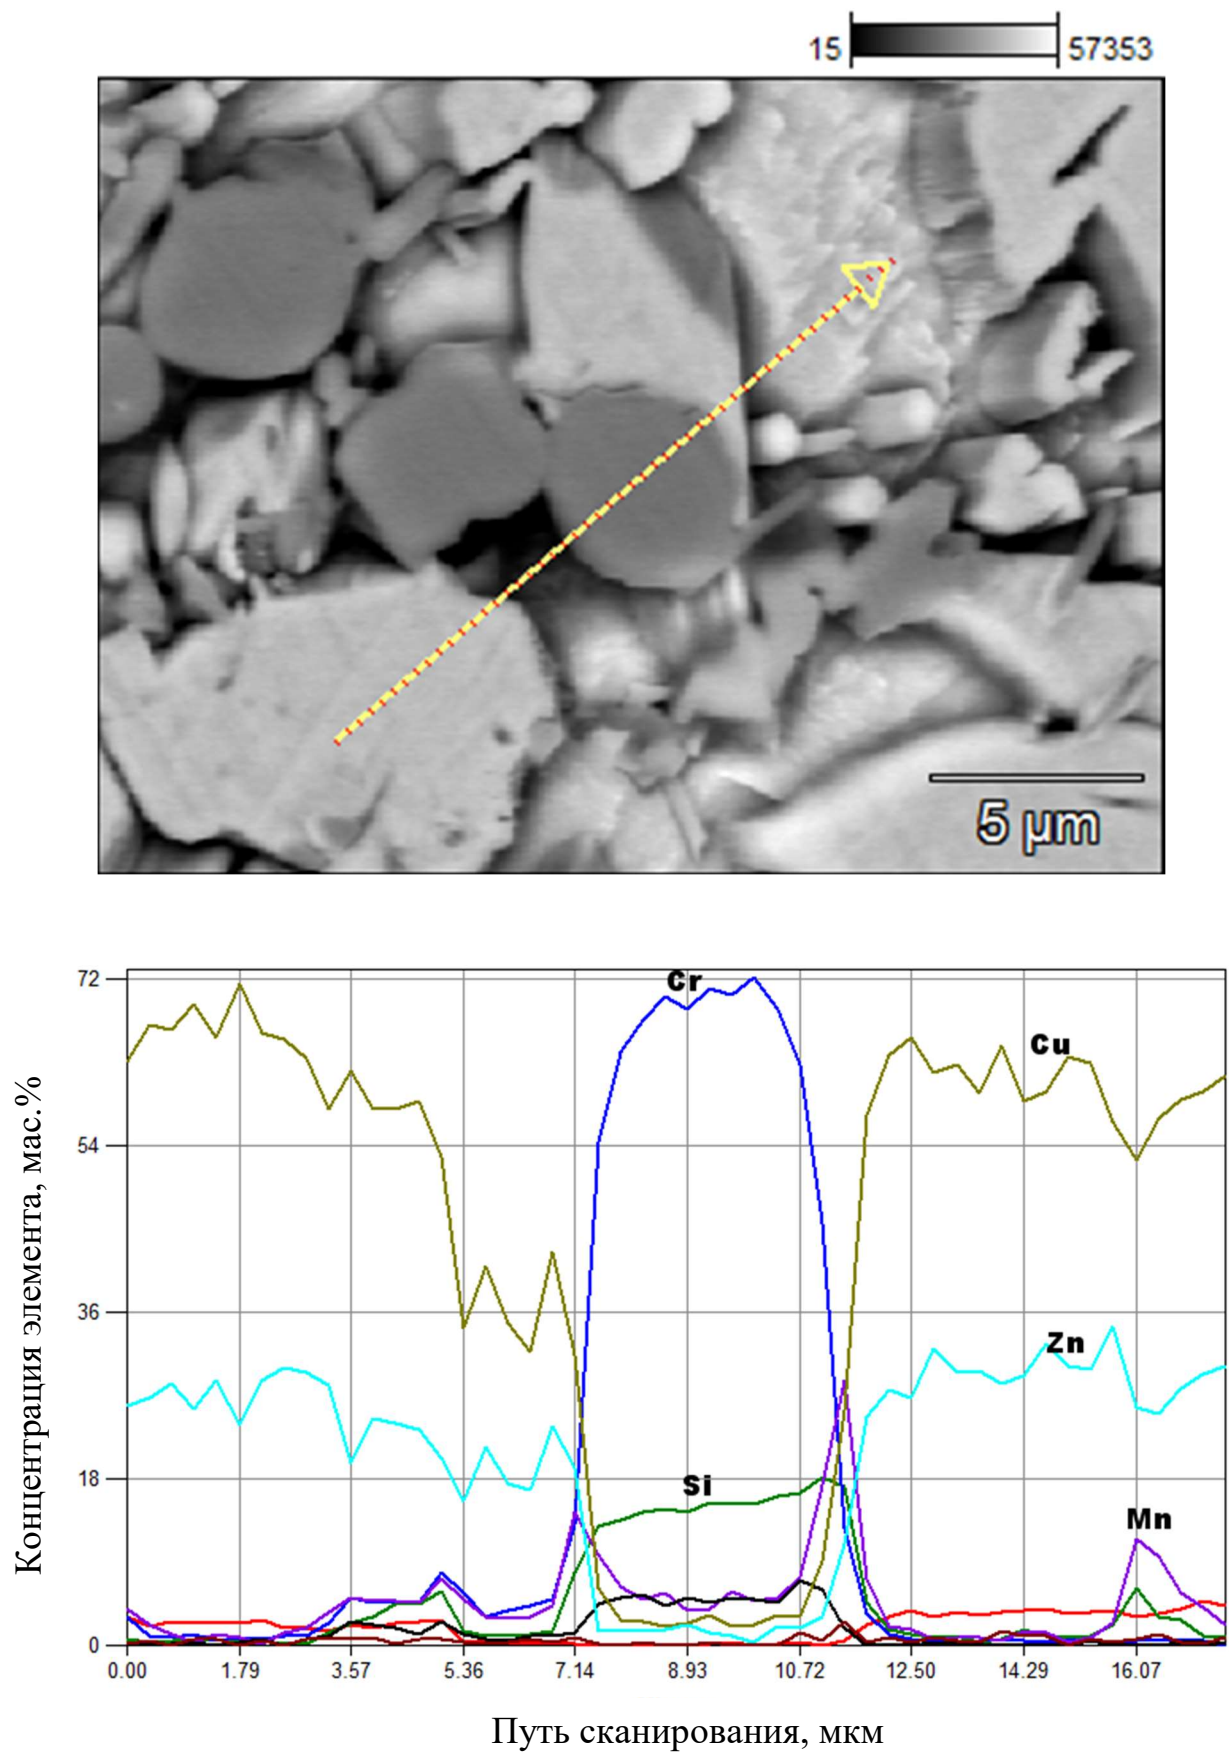 15 57353
5 µm
Концентрация элемента, мас.%
72
54
36
18
0
Cr
Cu
Zn
Si
Mn
0.00 1.79 3.57 5.36 7.14 8.93 10.72 12.50 14.29 16.07
Путь сканирования, мкм